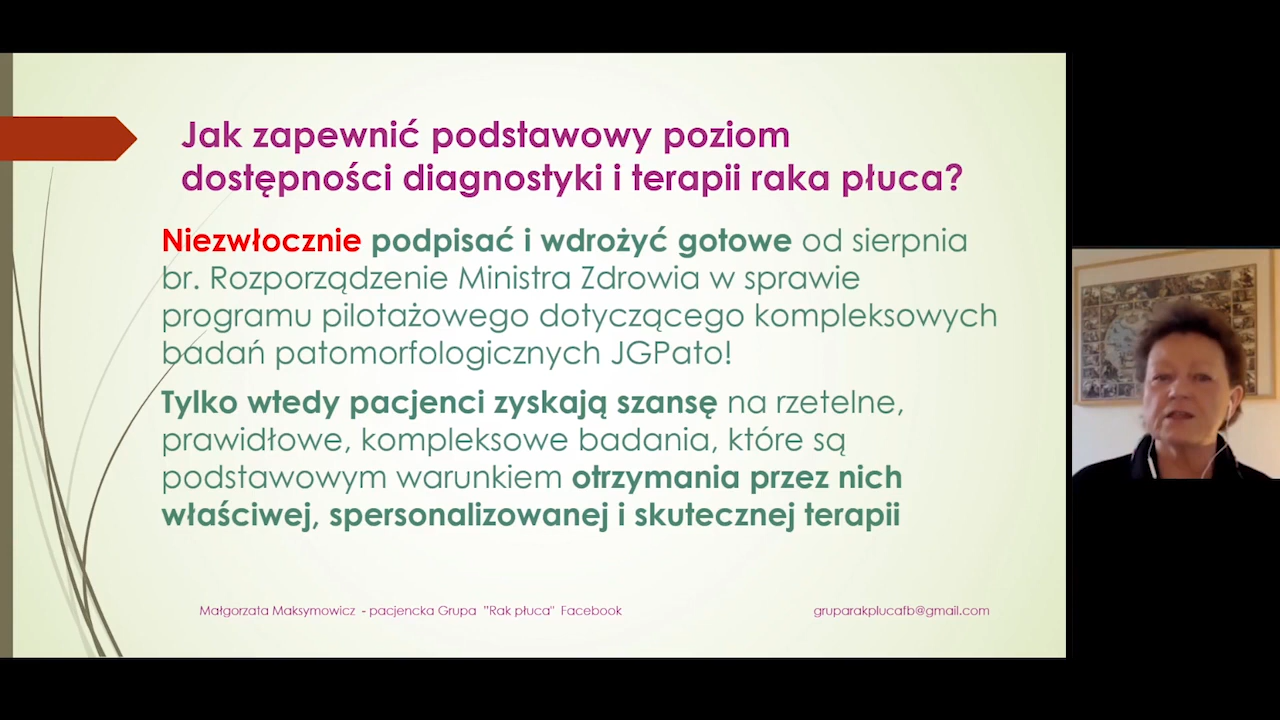 Jak zapewnić podstawowy poziom
dostępności diagnostyki i terapii raka płuca?
Niezwłocznie podpisać i wdrożyć gotowe od sierpnia
br. Rozporządzenie Ministra Zdrowia w sprawie
programu pilotażowego dotyczącego kompleksowych
badań patomorfologicznych JGPato!
Tylko wtedy pacjenci zyskają szansę na rzetelne,
prawidłowe, kompleksowe badania, które są
podstawowym warunkiem otrzymania przez nich
właściwej, spersonalizowanej i skutecznej terapii
Małgorzata Maksymowicz - pacjencka Grupa "Rak płuca" Facebook gruparakplucafb@gmail.com